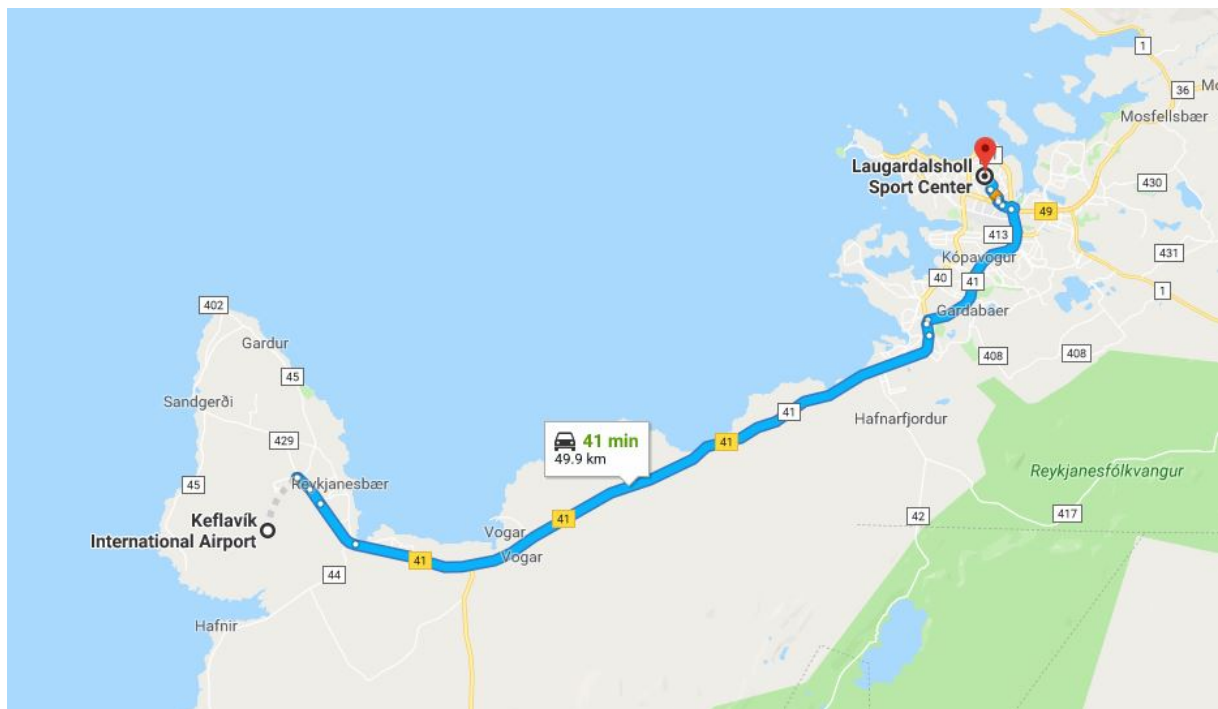 1
36
Mosfellsbær
Laugardalsholl
Sport Center
430
49
413
431
Kópavogur
40
41
1
Gardabaer
402
Gardur
408
408
45
Sandgerði
41
Hafnarfjordur
429
41 min
49.9 km
41
Reykjanesfólkvangur
45
Reykjanesbær
Keflavík
International Airport
41
42
417
Vogar
Vogar
41
44
Hafnir